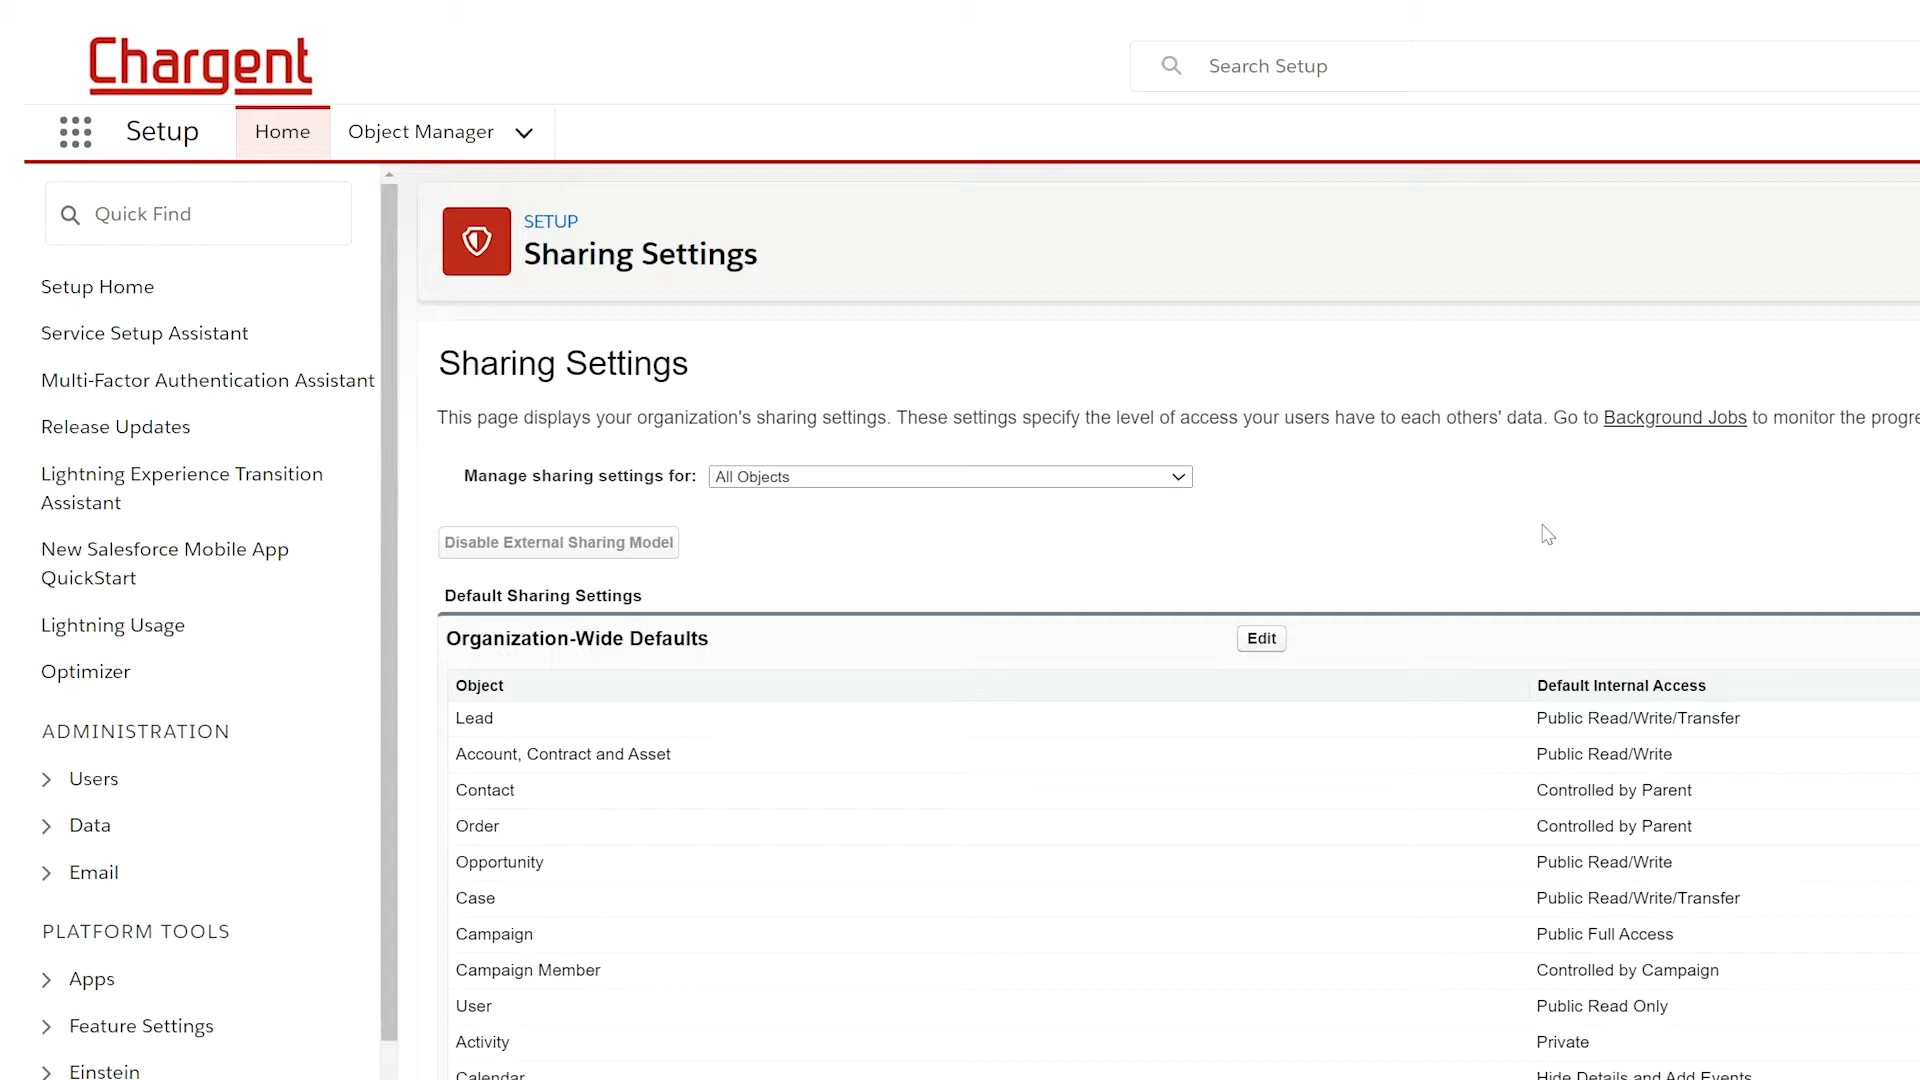 Chargent
Search Setup
Setup
Home
Object Manager
Quick Find
Setup Home
Service Setup Assistant
Multi-Factor Authentication Assistant
Release Updates
Lightning Experience Transition
Assistant
New Salesforce Mobile App
QuickStart
Lightning Usage
Optimizer
ADMINISTRATION
Users
Data
Email
PLATFORM TOOLS
Apps
Feature Settings
Einstein
SETUP
Sharing Settings
Sharing Settings
This page displays your organization's sharing settings. These settings specify the level of access your users have to each others' data. Go to Background Jobs to monitor the progre
Manage sharing settings for: All Objects
Disable External Sharing Model
Default Sharing Settings
Organization-Wide Defaults Edit
Object Default Internal Access
Lead Public Read/Write/Transfer
Account, Contract and Asset Public Read/Write
Contact Controlled by Parent
Order Controlled by Parent
Opportunity Public Read/Write
Case Public Read/Write/Transfer
Campaign Public Full Access
Campaign Member Controlled by Campaign
User Public Read Only
Activity Private
Calendar Hide Details and Add Events